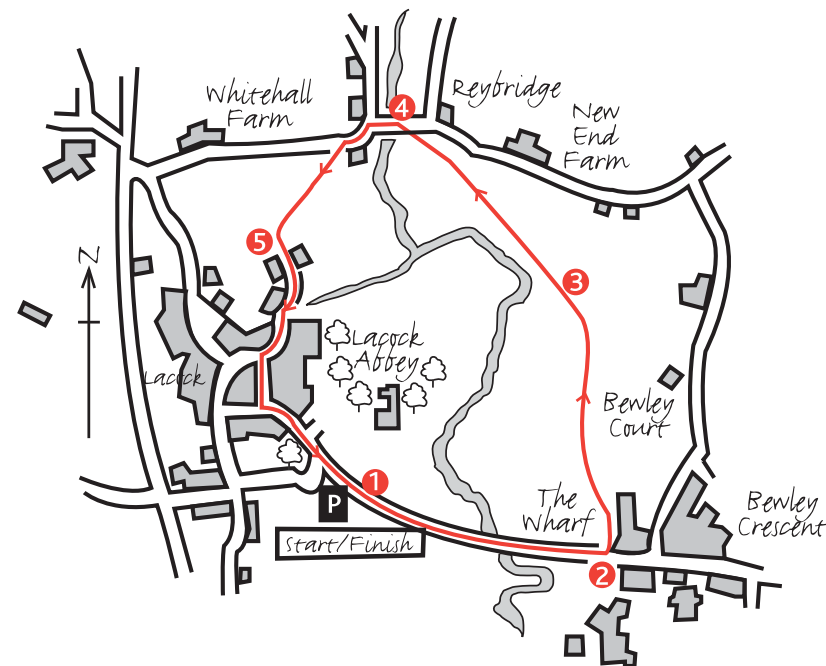 Whitehall
Farm
4
Reybridge
New
End
Farm
5
N
3
Lacock
Abbey
Lacock
Bewley
Court
1
P
Start/Finish
The
Wharf
Bewley
Crescent
2